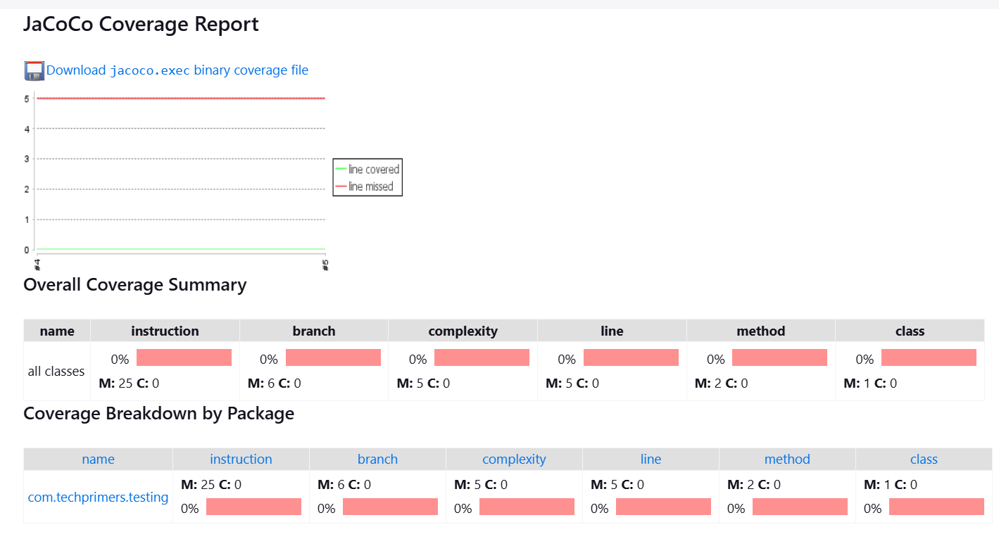 JaCoCo Coverage Report
Download jacoco.exec binary coverage file
5
4
3
2
1
0
line covered
line missed
#4 #5
Overall Coverage Summary
name instruction branch complexity line method class
0% 0% 0% 0% 0% 0%
all classes
M: 25 C: 0 M: 6 C: 0 M: 5 C: 0 M: 5 C: 0 M: 2 C: 0 M: 1 C: 0
Coverage Breakdown by Package
name instruction branch complexity line method class
M: 25 C: 0 M: 6 C: 0 M: 5 C: 0 M: 5 C: 0 M: 2 C: 0 M: 1 C: 0
com.techprimers.testing
0% 0% 0% 0% 0% 0%